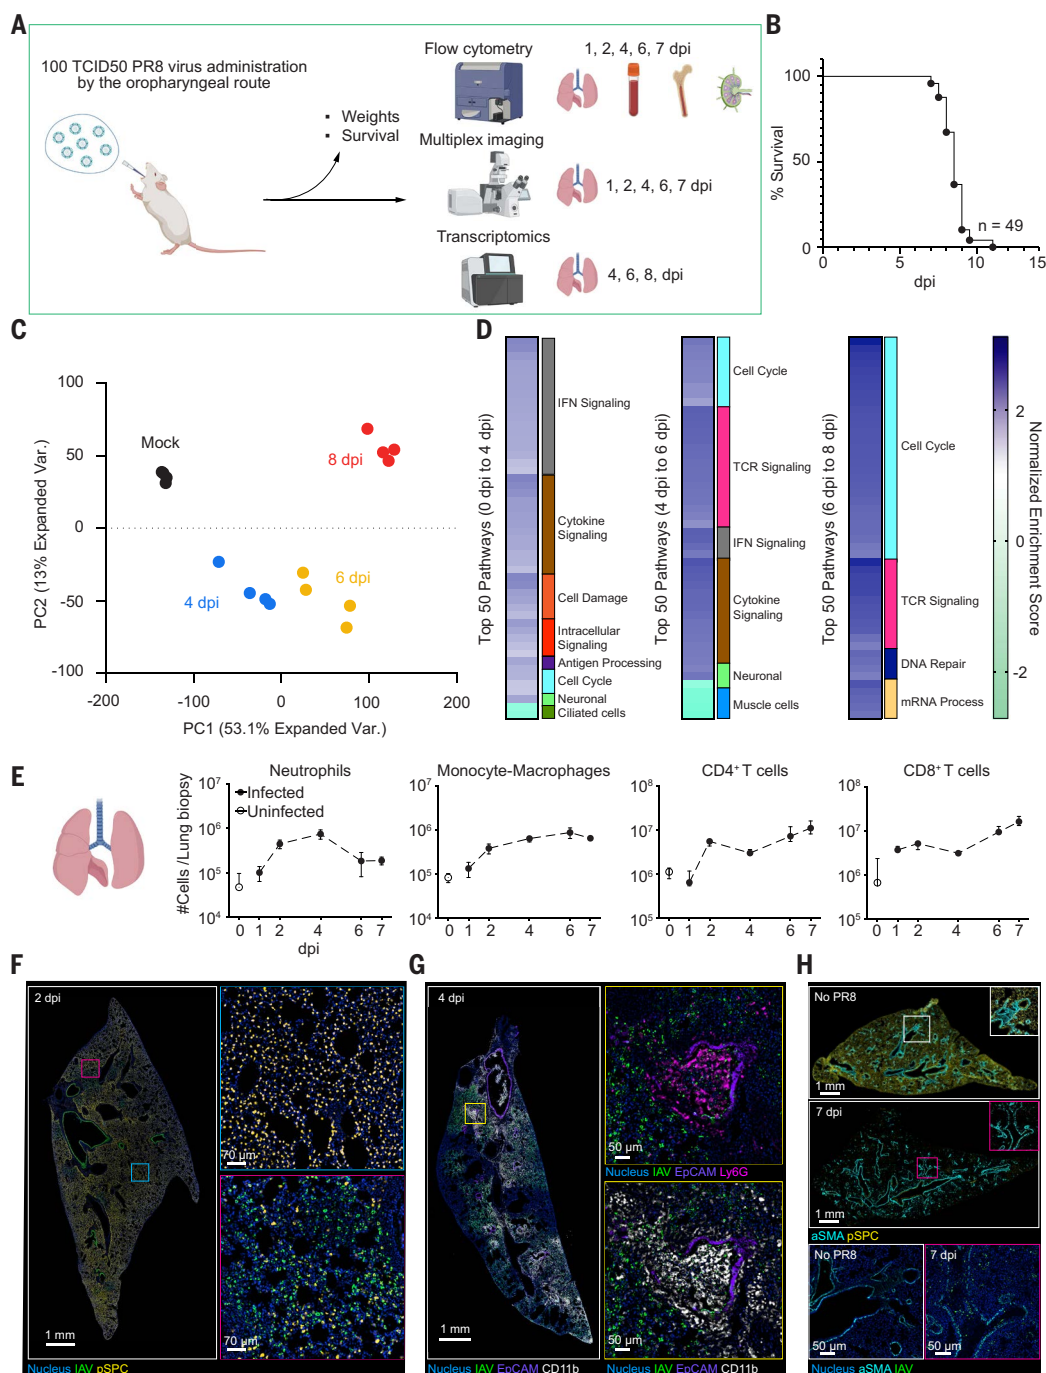 A
100 TCID50 PR8 virus administration
by the oropharyngeal route
▪ Weights
▪ Survival
Flow cytometry
1, 2, 4, 6, 7 dpi
Multiplex imaging
1, 2, 4, 6, 7 dpi
Transcriptomics
4, 6, 8, dpi
B
% Survival
100
50
0
0 5 10 15
n = 49
dpi
C
PC2 (13% Expanded Var.)
100
50
0
-50
-100
Mock
8 dpi
6 dpi
4 dpi
-200 -100 0 100 200
PC1 (53.1% Expanded Var.)
D
Top 50 Pathways (0 dpi to 4 dpi)
IFN Signaling
Cytokine
Signaling
Cell Damage
Intracellular
Signaling
Antigen Processing
Cell Cycle
Neuronal
Ciliated cells
Top 50 Pathways (4 dpi to 6 dpi)
Cell Cycle
TCR Signaling
IFN Signaling
Cytokine
Signaling
Neuronal
Muscle cells
Top 50 Pathways (6 dpi to 8 dpi)
Cell Cycle
TCR Signaling
DNA Repair
mRNA Process
2
0
-2
Normalized Enrichment Score
E
#Cells /Lung biopsy
Neutrophils
Infected
Uninfected
10⁷
10⁶
10⁵
10⁴
0 1 2 4 6 7
dpi
Monocyte-Macrophages
10⁷
10⁶
10⁵
10⁴
0 1 2 4 6 7
CD4⁺ T cells
10⁸
10⁷
10⁶
10⁵
0 1 2 4 6 7
CD8⁺ T cells
10⁸
10⁷
10⁶
10⁵
0 1 2 4 6 7
F
2 dpi
1 mm
70 µm
70 µm
Nucleus IAV pSPC
G
4 dpi
1 mm
Nucleus IAV EpCAM CD11b
50 µm
Nucleus IAV EpCAM Ly6G
50 µm
Nucleus IAV EpCAM CD11b
H
No PR8
1 mm
7 dpi
1 mm
aSMA pSPC
No PR8
50 µm
7 dpi
50 µm
Nucleus aSMA IAV